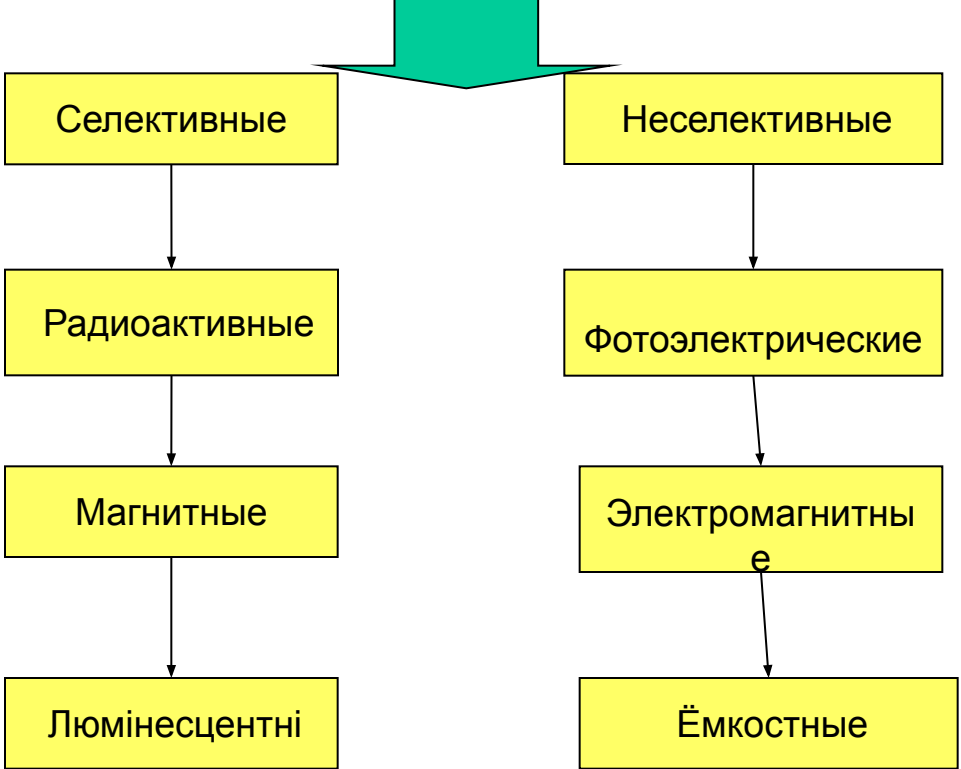 Селективные
Неселективные
Радиоактивные
Фотоэлектрические
Магнитные
Электромагнитны
е
Люмінесцентні
Ёмкостные